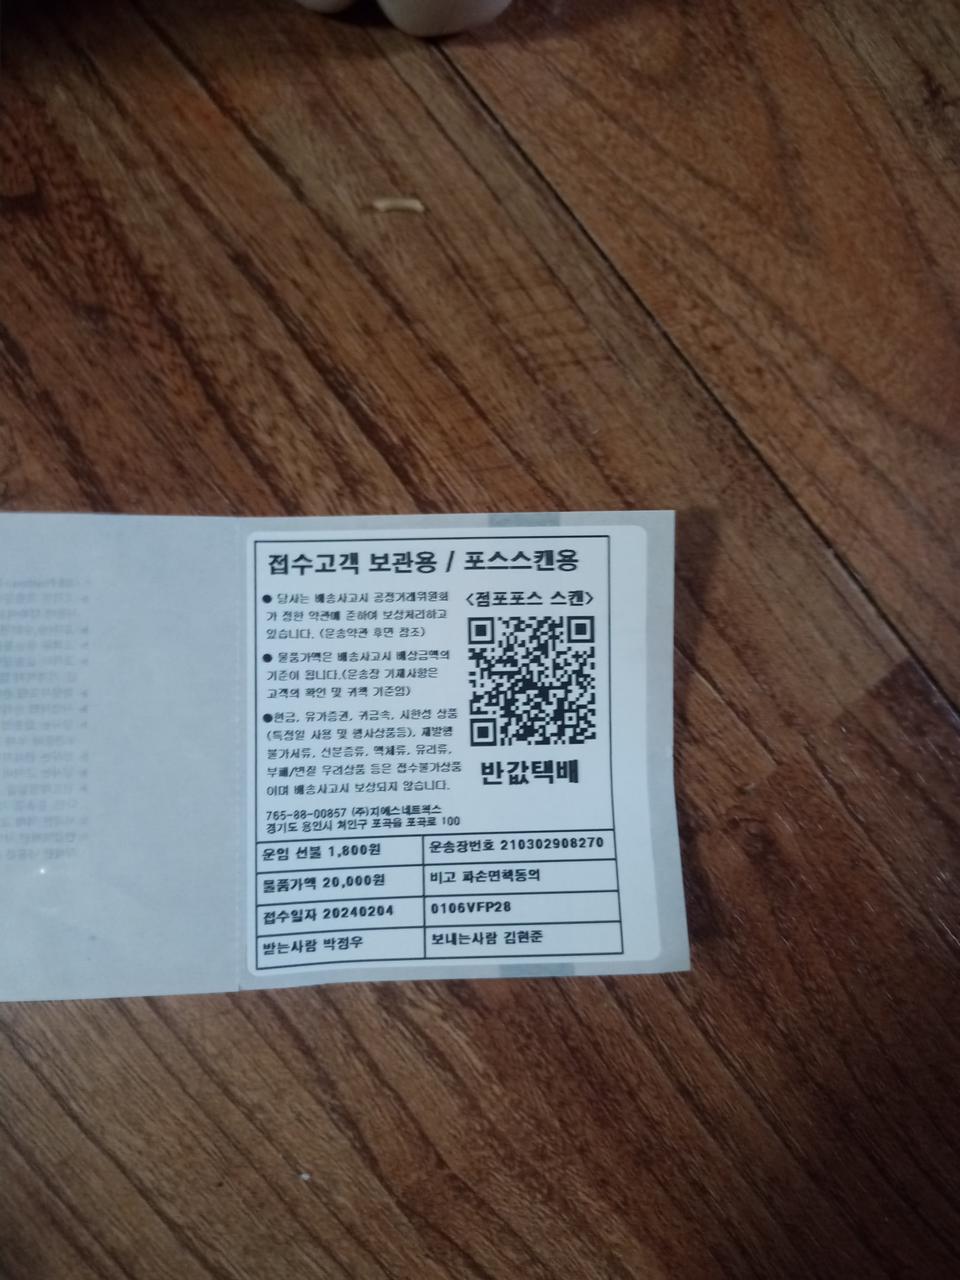 접수고객 보관용 / 포스스캔용
● 당사는 배송사고시 공정거래위원회
가 정한 약관에 준하여 보상처리하고
있습니다. (운송약관 후면 참조)
● 물품가액은 배송사고시 배상금액의
기준이 됩니다.(운송장 기재사항은
고객의 확인 및 귀책 기준임)
●현금, 유가증권, 귀금속, 시한성 상품
(특정일 사용 및 행사상품등), 재발행
불가서류, 신분증류, 액체류, 유리류,
부패/변질 우려상품 등은 접수불가상품
이며 배송사고시 보상되지 않습니다.
<점포포스 스캔>
반값택배
765-88-00857 (주)지에스네트웍스
경기도 용인시 처인구 포곡읍 포곡로 100
운임 선불 1,800원
운송장번호 210302908270
물품가액 20,000원
비고 파손면책동의
접수일자 20240204
0106VFP28
받는사람 박정우
보내는사람 김현준